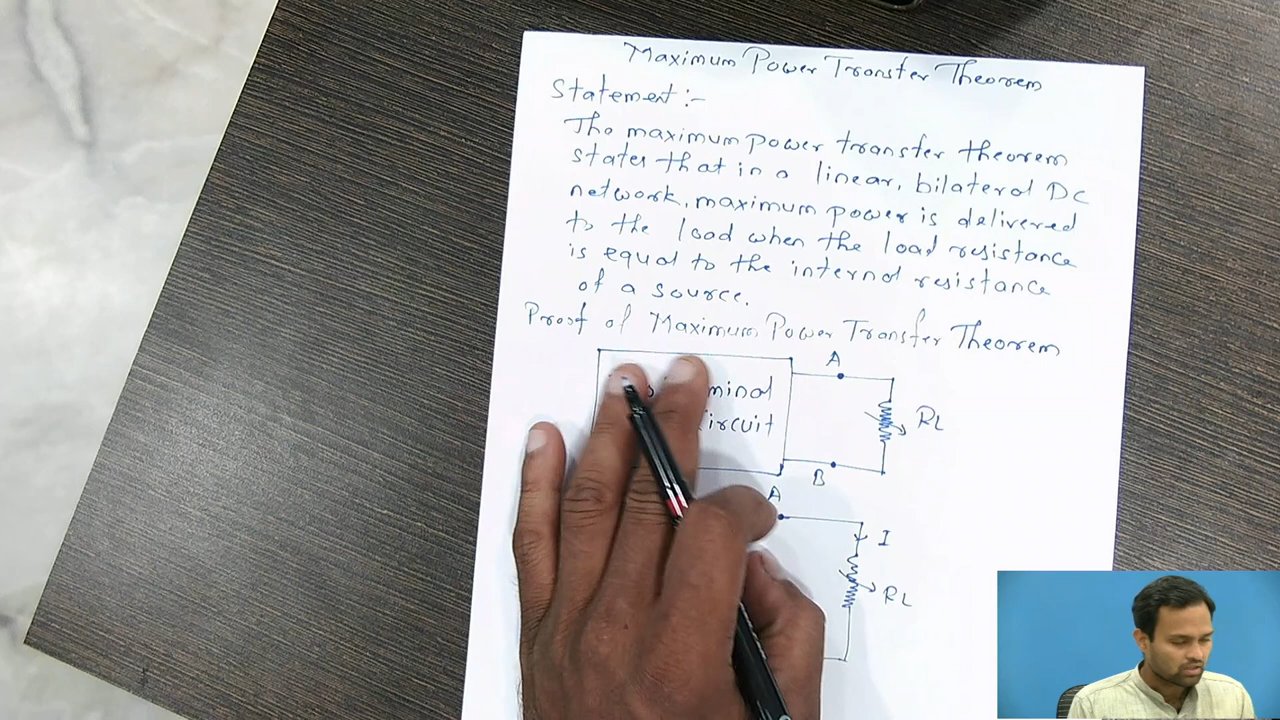 Maximum Power Transfer Theorem
Statement :-
The maximum power transfer theorem
states that in a linear, bilateral DC
network, maximum power is delivered
to the load when the load resistance
is equal to the internal resistance
of a source.
Proof of Maximum Power Transfer Theorem
A
RL
B
A
I
RL